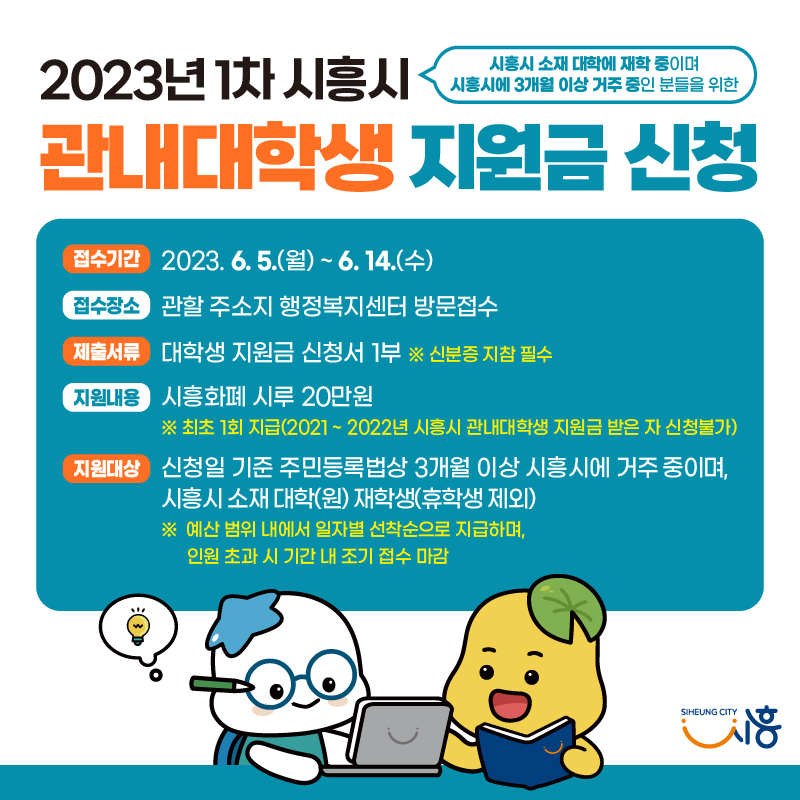 2023년 1차 시흥시
시흥시 소재 대학에 재학 중이며
시흥시에 3개월 이상 거주 중인 분들을 위한
관내대학생 지원금 신청
접수기간 2023. 6. 5.(월) ~ 6. 14.(수)
접수장소 관할 주소지 행정복지센터 방문접수
제출서류 대학생 지원금 신청서 1부 ※ 신분증 지참 필수
지원내용 시흥화폐 시루 20만원
※ 최초 1회 지급(2021 ~ 2022년 시흥시 관내대학생 지원금 받은 자 신청불가)
지원대상 신청일 기준 주민등록법상 3개월 이상 시흥시에 거주 중이며,
시흥시 소재 대학(원) 재학생(휴학생 제외)
※ 예산 범위 내에서 일자별 선착순으로 지급하며,
인원 초과 시 기간 내 조기 접수 마감
SIHEUNG CITY
시흥